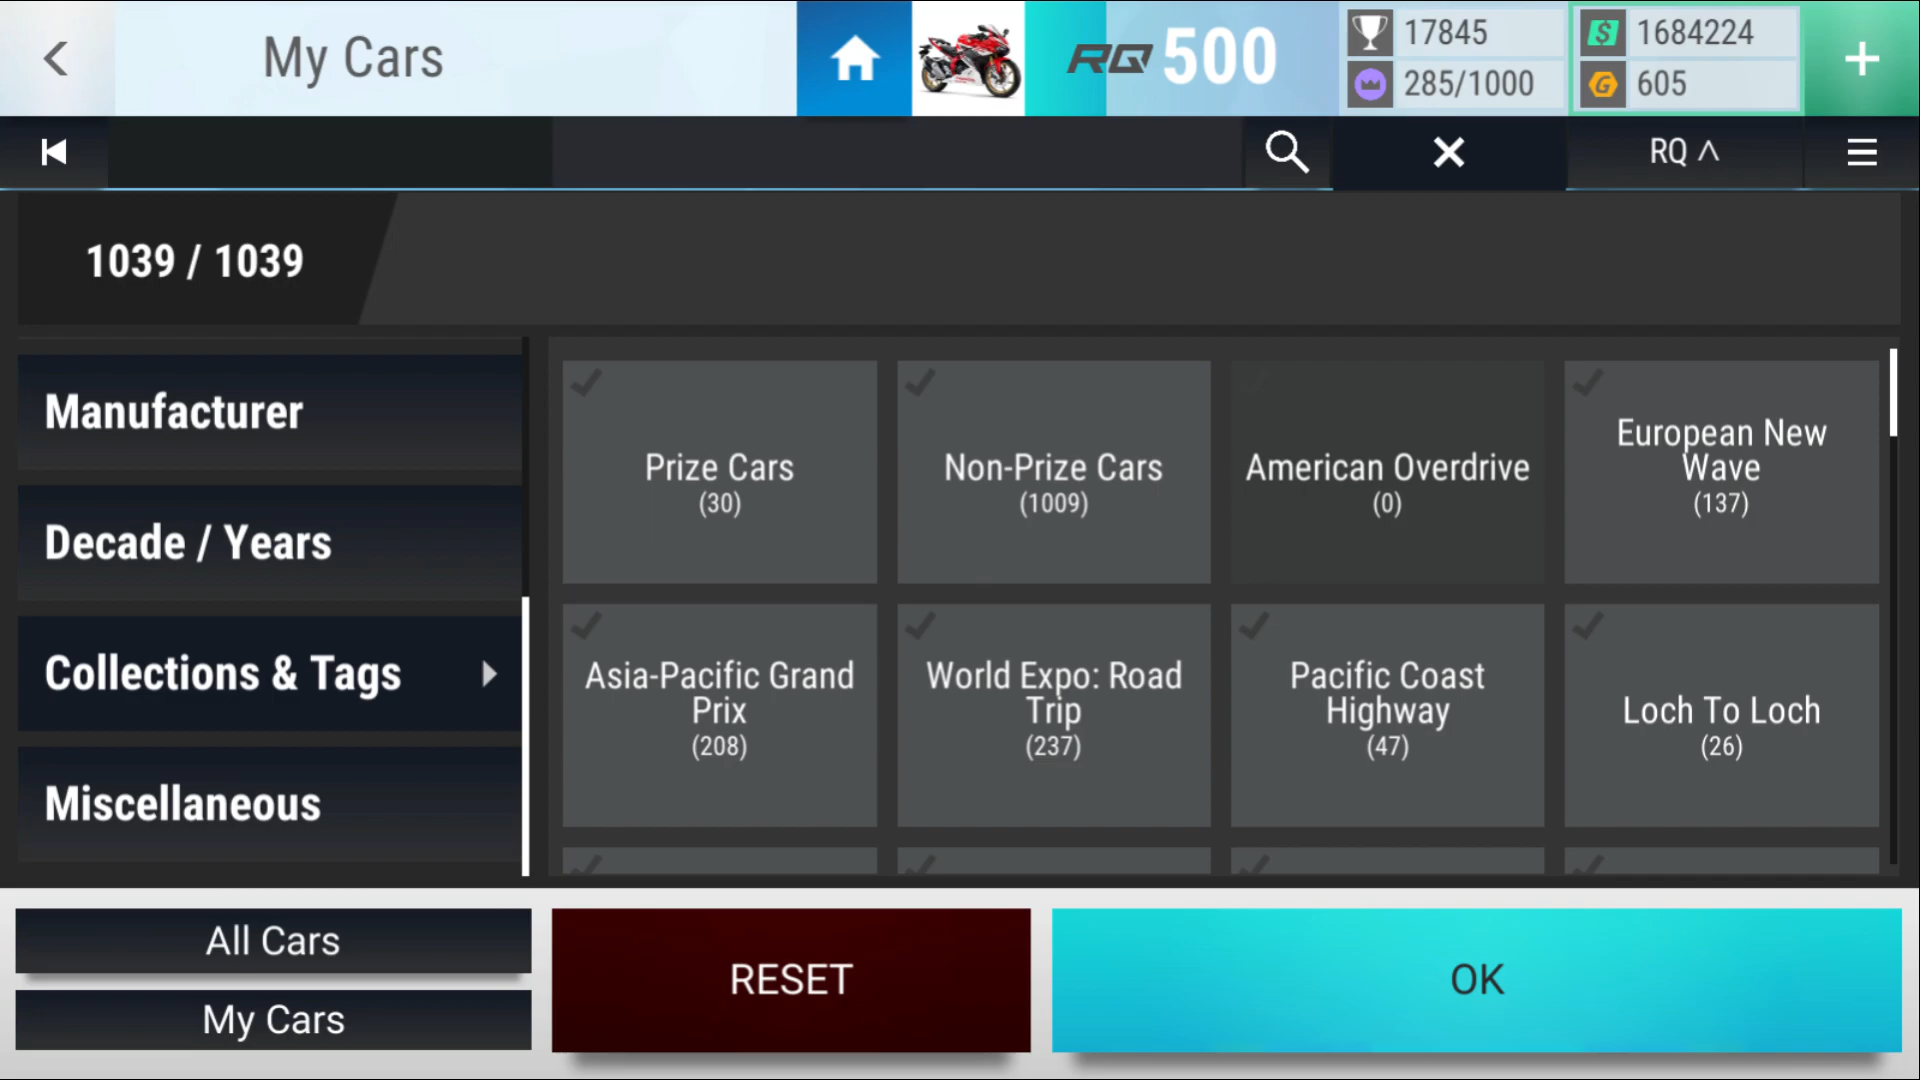 My Cars
RQ 500
17845
285/1000
1684224
605
RQ
1039 / 1039
Manufacturer
Decade / Years
Collections & Tags
Miscellaneous
Prize Cars
(30)
Non-Prize Cars
(1009)
American Overdrive
(0)
European New
Wave
(137)
Asia-Pacific Grand
Prix
(208)
World Expo: Road
Trip
(237)
Pacific Coast
Highway
(47)
Loch To Loch
(26)
All Cars
My Cars
RESET
OK